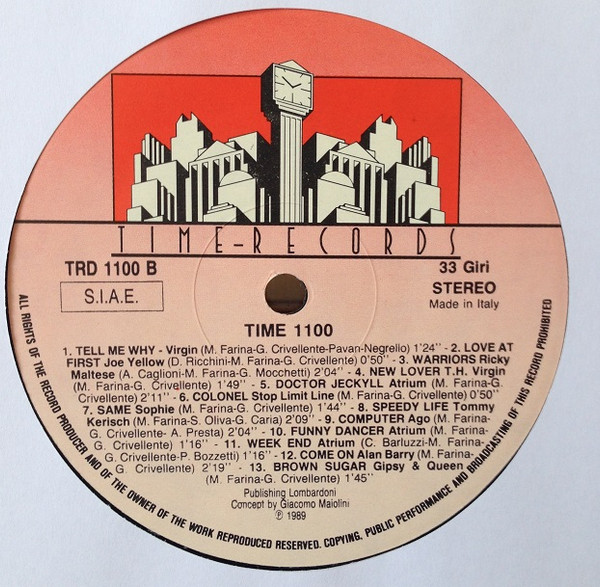 TIME-RECORDS
TRD 1100 B
33 Giri
S.I.A.E.
STEREO
Made in Italy
TIME 1100
1. TELL ME WHY - Virgin (M. Farina-G. Crivellente-Pavan-Negrello) 1'24'' - 2. LOVE AT
FIRST Joe Yellow (D. Ricchini-M. Farina-G. Crivellente) 0'50'' - 3. WARRIORS Ricky
Maltese (A. Caglioni-M. Farina-G. Mocchetti) 2'04'' - 4. NEW LOVER T.H. Virgin
(M. Farina-G. Crivellente) 1'49'' - 5. DOCTOR JECKYLL Atrium (M. Farina-G.
Crivellente) 2'11'' - 6. COLONEL Stop Limit Line (M. Farina-G. Crivellente) 0'50''
7. SAME Sophie (M. Farina-G. Crivellente) 1'44'' - 8. SPEEDY LIFE Tommy
Kerisch (M. Farina-S. Oliva-G. Caria) 2'09'' - 9. COMPUTER Ago (M. Farina-G.
Crivellente- A. Presta) 2'04'' - 10. FUNNY DANCER Atrium (M. Farina-
G. Crivellente) 1'16'' - 11. WEEK END Atrium (C. Barluzzi-M. Farina-
G. Crivellente-P. Bozzetti) 1'16'' - 12. COME ON Alan Barry (M. Farina-
G. Crivellente) 2'19'' - 13. BROWN SUGAR Gipsy & Queen
(M. Farina-G. Crivellente) 1'45''
Publishing Lombardoni
Concept by Giacomo Maiolini
℗ 1989
ALL RIGHTS OF THE RECORD PRODUCER AND OF THE OWNER OF THE WORK REPRODUCED RESERVED. COPYING, PUBLIC PERFORMANCE AND BROADCASTING OF THIS RECORD PROHIBITED